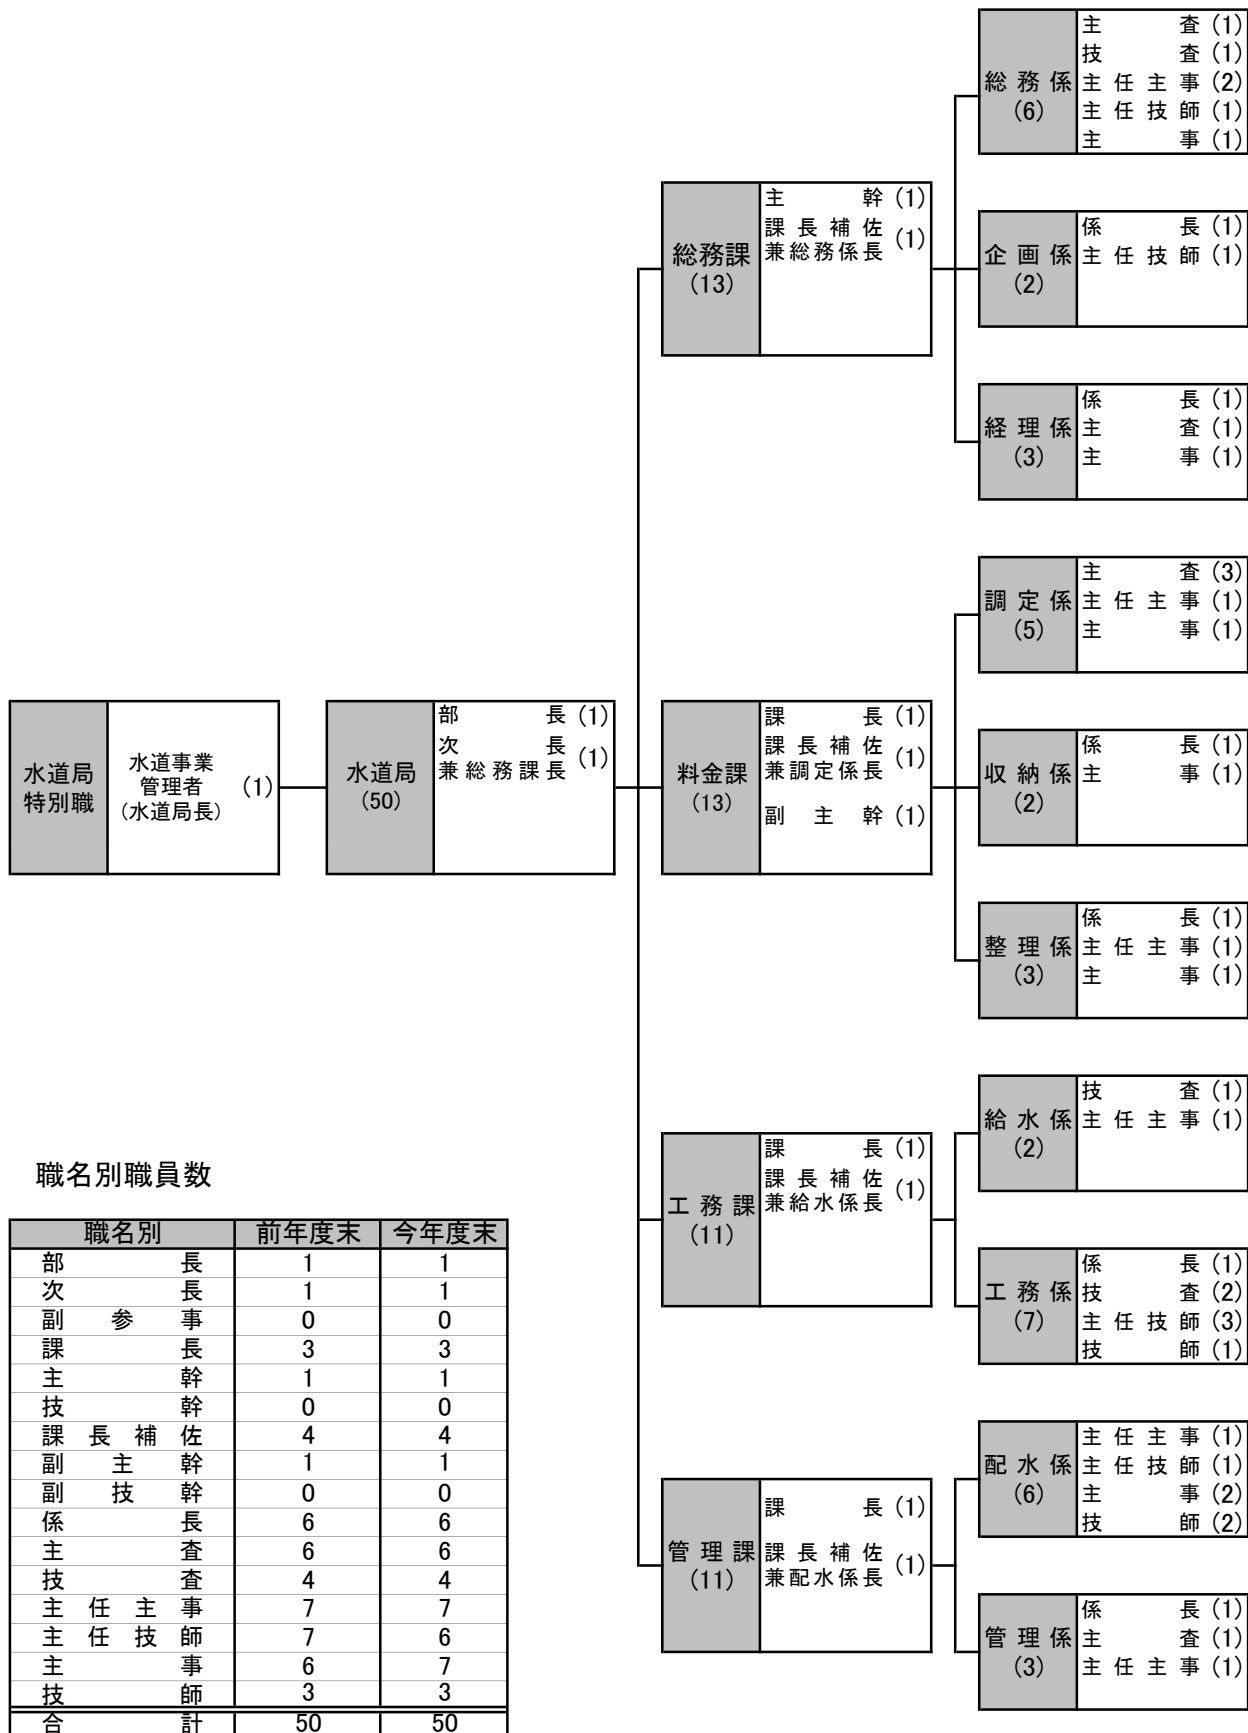 水道局
特別職
水道事業
管理者
(水道局長)
(1)
水道局
(50)
部長(1)
次長
兼総務課長
(1)
総務課
(13)
主幹(1)
課長補佐
兼総務係長
(1)
総務係
(6)
主査(1)
技査(1)
主任主事(2)
主任技師(1)
主事(1)
企画係
(2)
係長(1)
主任技師(1)
経理係
(3)
係長(1)
主査(1)
主事(1)
料金課
(13)
課長(1)
課長補佐
兼調定係長
(1)
副主幹(1)
調定係
(5)
主査(3)
主任主事(1)
主事(1)
収納係
(2)
係長(1)
主事(1)
整理係
(3)
係長(1)
主任主事(1)
主事(1)
工務課
(11)
課長(1)
課長補佐
兼給水係長
(1)
給水係
(2)
技査(1)
主任主事(1)
工務係
(7)
係長(1)
技査(2)
主任技師(3)
技師(1)
管理課
(11)
課長(1)
課長補佐
兼配水係長
(1)
配水係
(6)
主任主事(1)
主任技師(1)
主事(2)
技師(2)
管理係
(3)
係長(1)
主査(1)
主任主事(1)
職名別職員数
職名別 前年度末 今年度末
部長 1 1
次長 1 1
副参事 0 0
課長 3 3
主幹 1 1
技幹 0 0
課長補佐 4 4
副主幹 1 1
副技幹 0 0
係長 6 6
主査 6 6
技査 4 4
主任主事 7 7
主任技師 7 6
主事 6 7
技師 3 3
合計 50 50